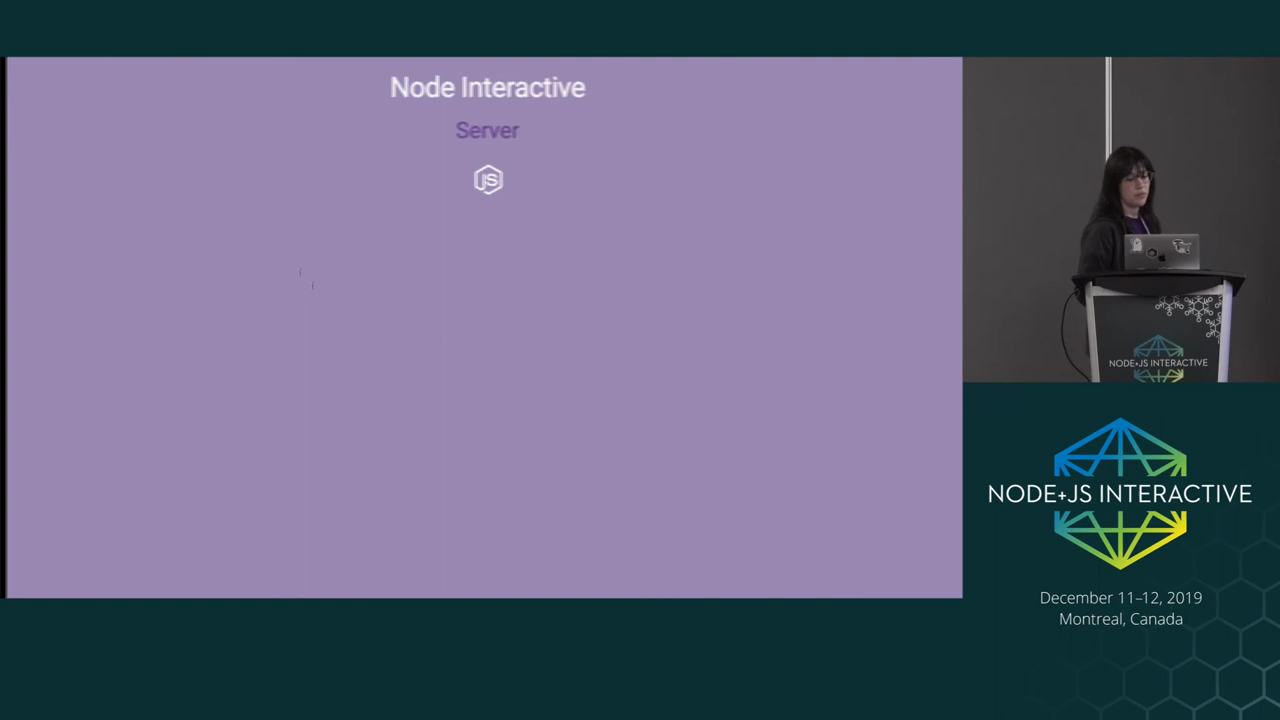 Node Interactive
Server
JS
NODE+JS INTERACTIVE
NODE+JS INTERACTIVE
December 11–12, 2019
Montreal, Canada